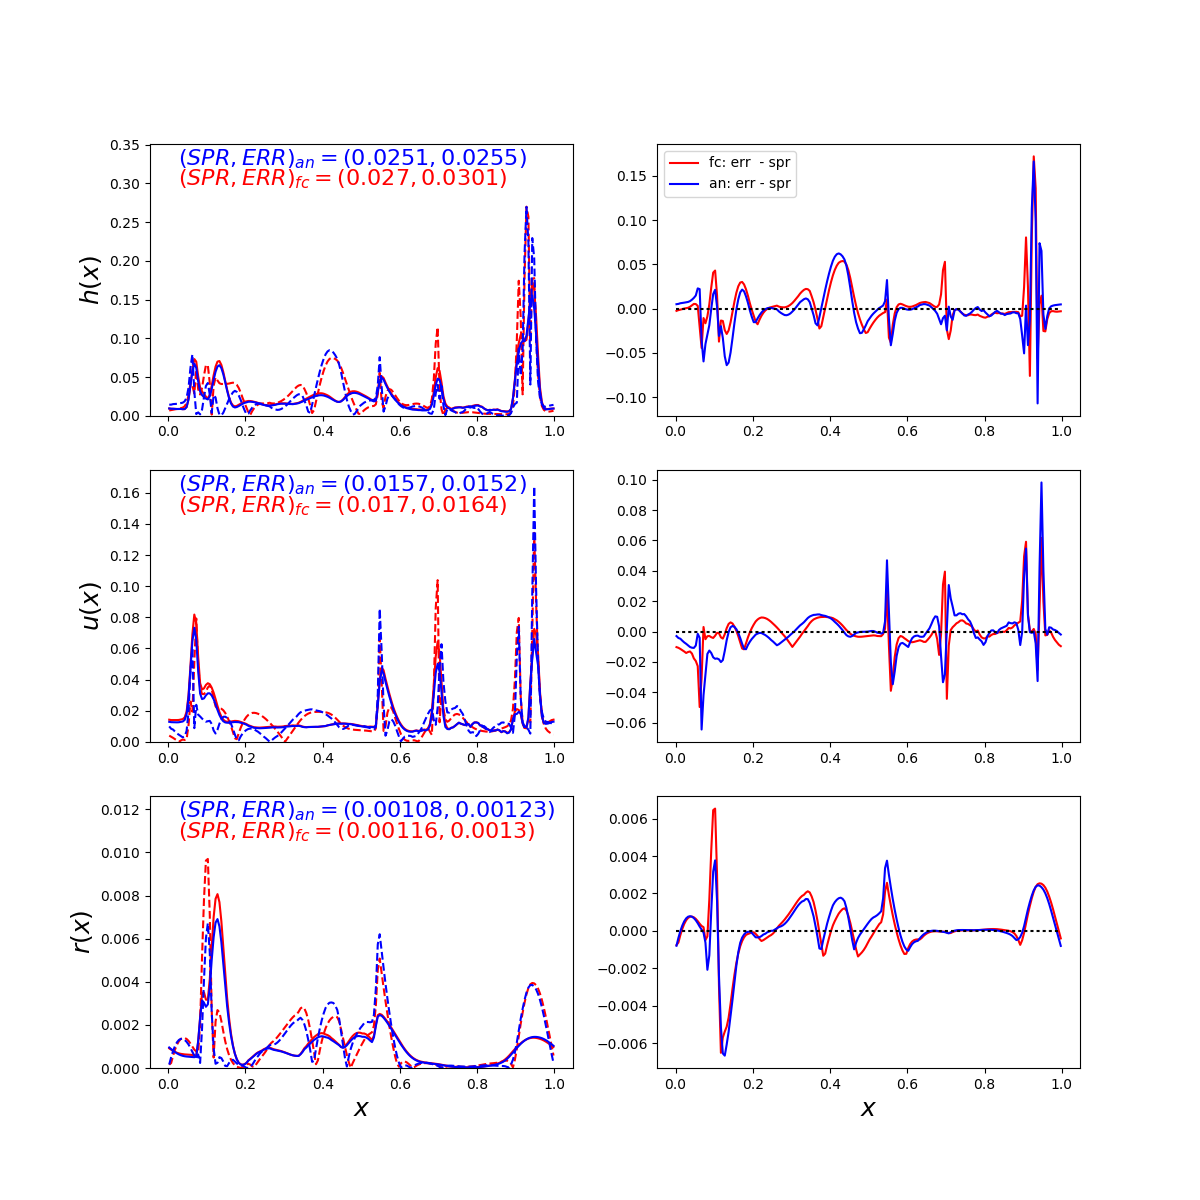 (SPR, ERR)an = (0.0251, 0.0255)
(SPR, ERR)fc = (0.027, 0.0301)
h(x)
0.35
0.30
0.25
0.20
0.15
0.10
0.05
0.00
0.0 0.2 0.4 0.6 0.8 1.0
fc: err - spr
an: err - spr
0.15
0.10
0.05
0.00
−0.05
−0.10
0.0 0.2 0.4 0.6 0.8 1.0
(SPR, ERR)an = (0.0157, 0.0152)
(SPR, ERR)fc = (0.017, 0.0164)
u(x)
0.16
0.14
0.12
0.10
0.08
0.06
0.04
0.02
0.00
0.0 0.2 0.4 0.6 0.8 1.0
0.10
0.08
0.06
0.04
0.02
0.00
−0.02
−0.04
−0.06
0.0 0.2 0.4 0.6 0.8 1.0
(SPR, ERR)an = (0.00108, 0.00123)
(SPR, ERR)fc = (0.00116, 0.0013)
r(x)
0.012
0.010
0.008
0.006
0.004
0.002
0.000
0.0 0.2 0.4 0.6 0.8 1.0
x
0.006
0.004
0.002
0.000
−0.002
−0.004
−0.006
0.0 0.2 0.4 0.6 0.8 1.0
x